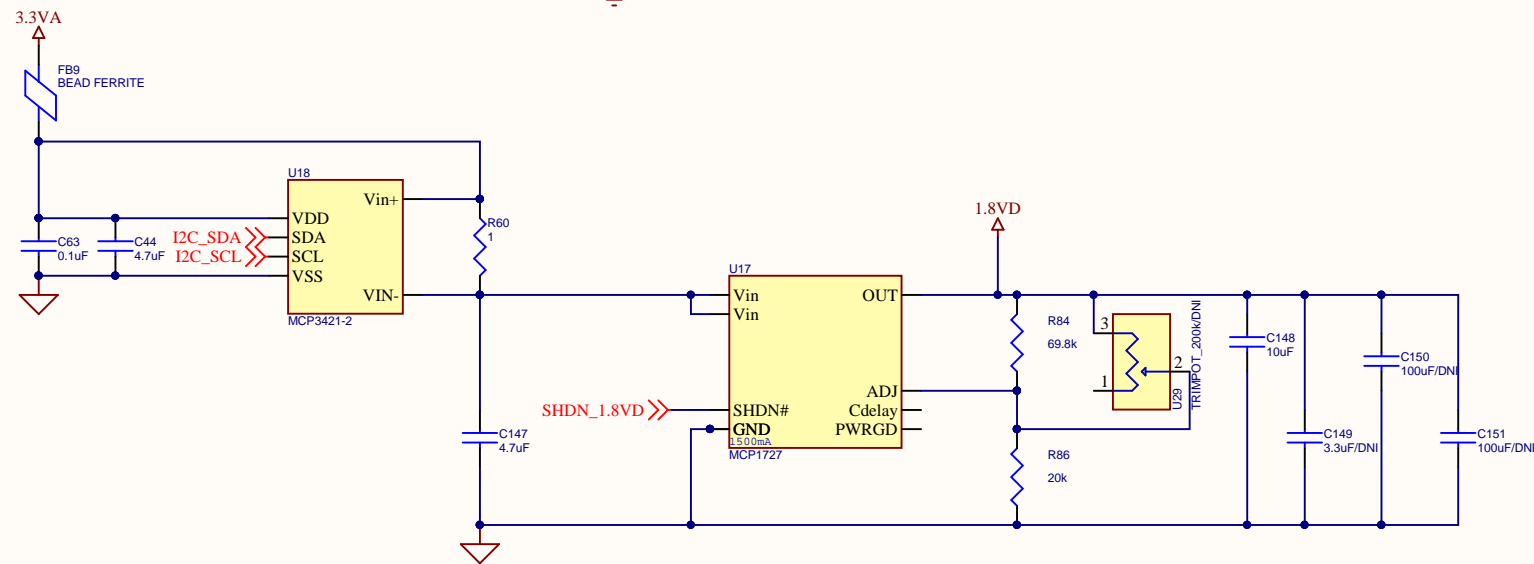 3.3VA
FB9
BEAD FERRITE
U18
Vin+
VDD
SDA
SCL
VSS
VIN-
MCP3421-2
I2C_SDA
I2C_SCL
C63
0.1uF
C44
4.7uF
R60
1
C147
4.7uF
SHDN_1.8VD
U17
Vin
Vin
OUT
ADJ
SHDN#
Cdelay
GND
PWRGD
1500mA
MCP1727
1.8VD
R84
69.8k
R86
20k
3
2
1
U29
TRIMPOT_200k/DNI
C148
10uF
C149
3.3uF/DNI
C150
100uF/DNI
C151
100uF/DNI